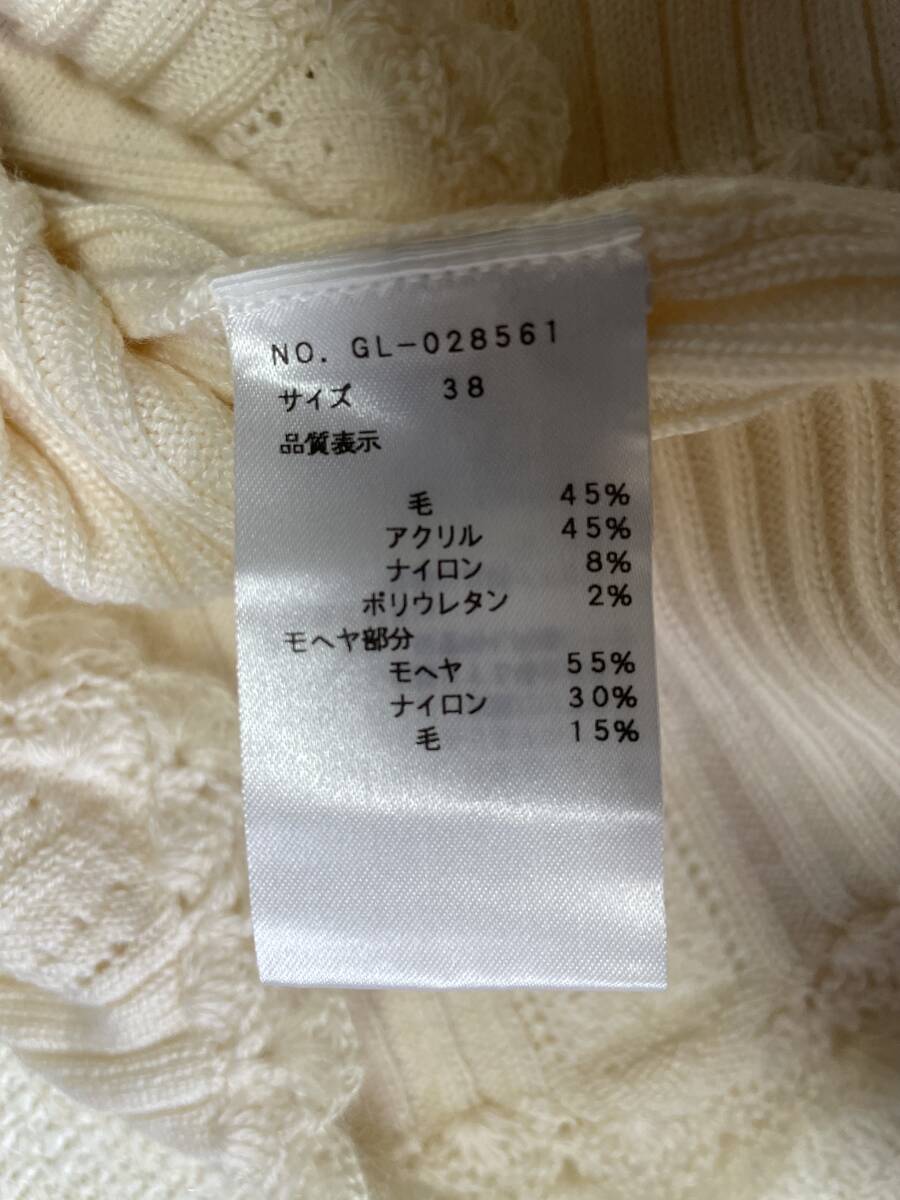 NO. GL-028561
サイズ 38
品質表示
毛 45%
アクリル 45%
ナイロン 8%
ポリウレタン 2%
モヘヤ部分
モヘヤ 55%
ナイロン 30%
毛 15%